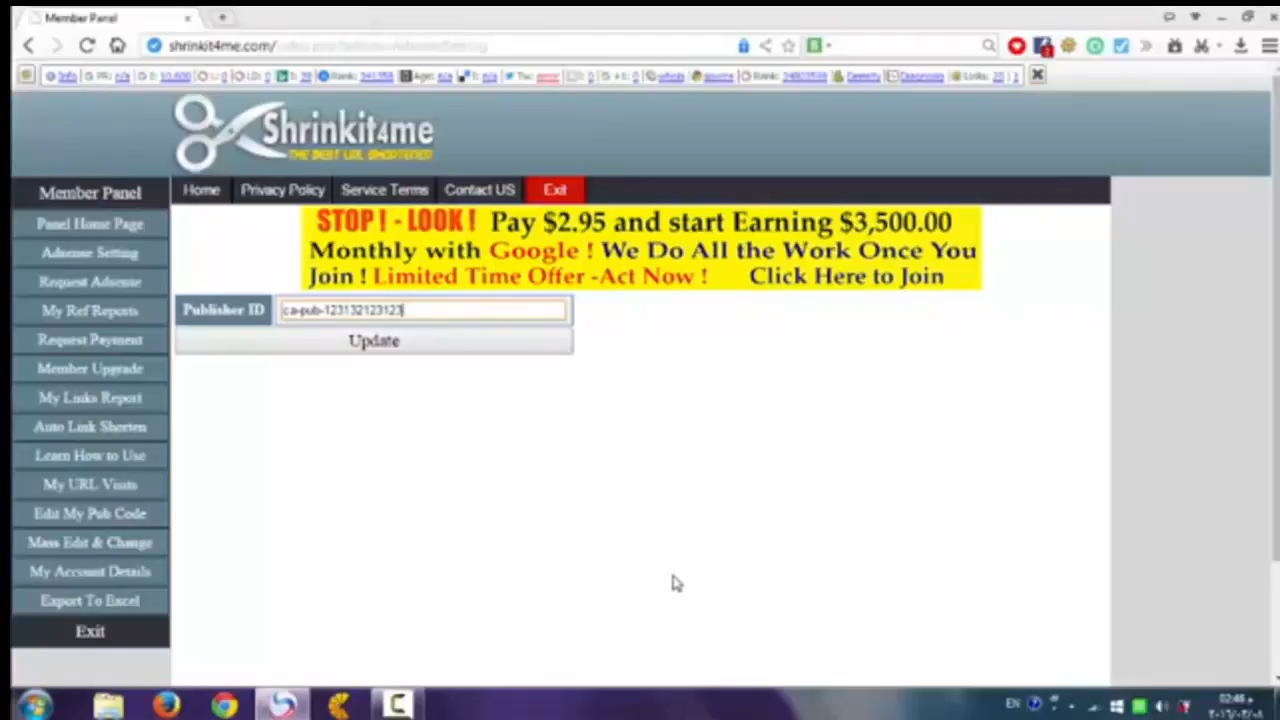 Member Panel
shrinkit4me.com/
Shrinkit4me
THE BEST URL SHORTENER
Member Panel
Home
Privacy Policy
Service Terms
Contact US
Exit
STOP ! - LOOK ! Pay $2.95 and start Earning $3,500.00
Monthly with Google ! We Do All the Work Once You
Join ! Limited Time Offer -Act Now ! Click Here to Join
Panel Home Page
Adsense Setting
Request Adsense
My Ref Reports
Request Payment
Member Upgrade
My Links Report
Auto Link Shorten
Learn How to Use
My URL Visits
Edit My Pub Code
Mass Edit & Change
My Account Details
Export To Excel
Exit
Publisher ID
ca-pub-123132123123
Update
EN